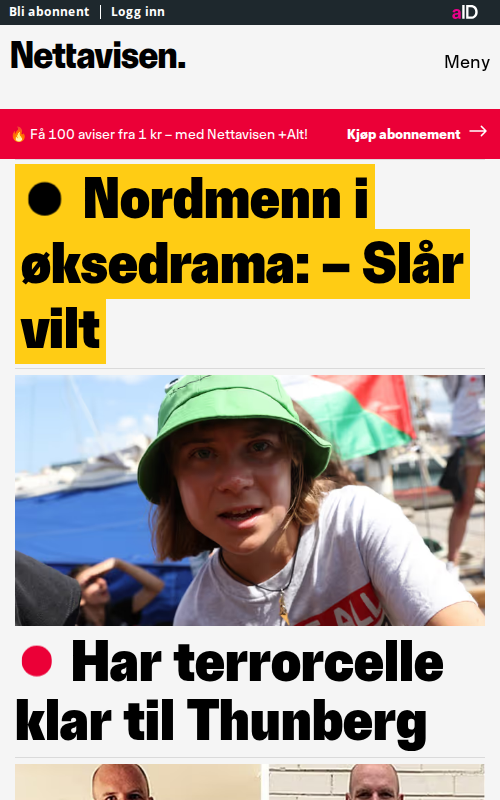 Bli abonnent
Logg inn
aID
Nettavisen.
Meny
🔥 Få 100 aviser fra 1 kr – med Nettavisen +Alt!
Kjøp abonnement →
Nordmenn i
øksedrama: – Slår
vilt
Har terrorcelle
klar til Thunberg